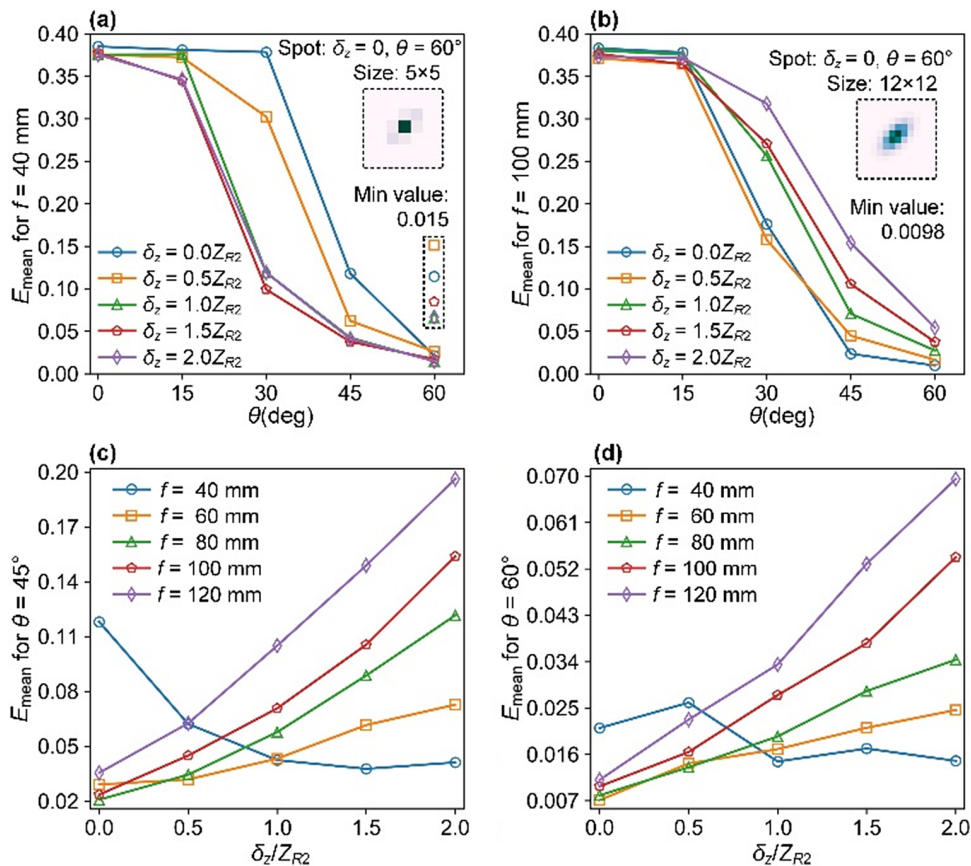 (a)
Spot: δz = 0, θ = 60°
Size: 5×5
Min value:
0.015
0.40
0.35
0.30
0.25
0.20
0.15
0.10
0.05
0.00
Emean for f = 40 mm
δz = 0.0ZR2
δz = 0.5ZR2
δz = 1.0ZR2
δz = 1.5ZR2
δz = 2.0ZR2
0 15 30 45 60
θ(deg)
(b)
Spot: δz = 0, θ = 60°
Size: 12×12
Min value:
0.0098
0.40
0.35
0.30
0.25
0.20
0.15
0.10
0.05
0.00
Emean for f = 100 mm
δz = 0.0ZR2
δz = 0.5ZR2
δz = 1.0ZR2
δz = 1.5ZR2
δz = 2.0ZR2
0 15 30 45 60
θ(deg)
(c)
0.20
0.17
0.14
0.11
0.08
0.05
0.02
Emean for θ = 45°
f = 40 mm
f = 60 mm
f = 80 mm
f = 100 mm
f = 120 mm
0.0 0.5 1.0 1.5 2.0
δz/ZR2
(d)
0.070
0.061
0.052
0.043
0.034
0.025
0.016
0.007
Emean for θ = 60°
f = 40 mm
f = 60 mm
f = 80 mm
f = 100 mm
f = 120 mm
0.0 0.5 1.0 1.5 2.0
δz/ZR2